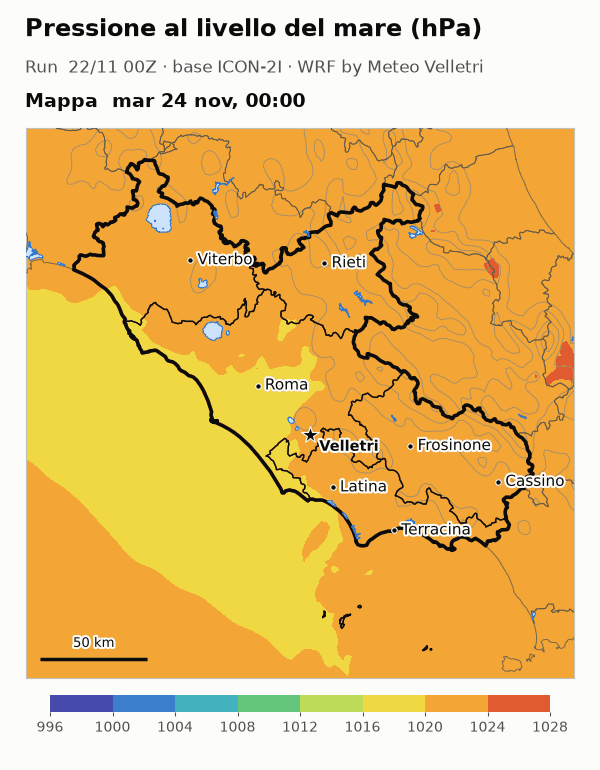 Pressione al livello del mare (hPa)
Run  22/11 00Z · base ICON-2I · WRF by Meteo Velletri
Mappa  mar 24 nov, 00:00
Viterbo
Rieti
Roma
Velletri
Frosinone
Latina
Cassino
Terracina
50 km
996 1000 1004 1008 1012 1016 1020 1024 1028